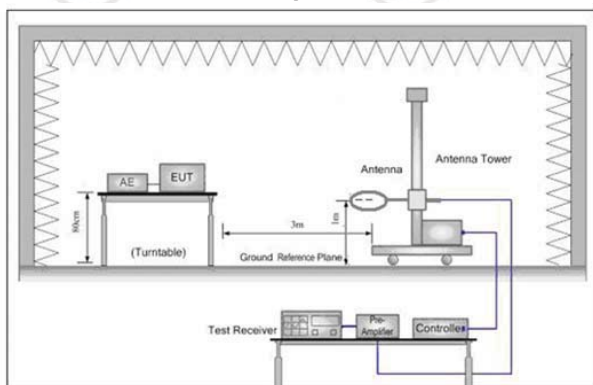 Antenna Tower
Antenna
AE
EUT
80cm
(Turntable)
3m
1m
Ground Reference Plane
Test Receiver
Pre-
Amplifier
Controller